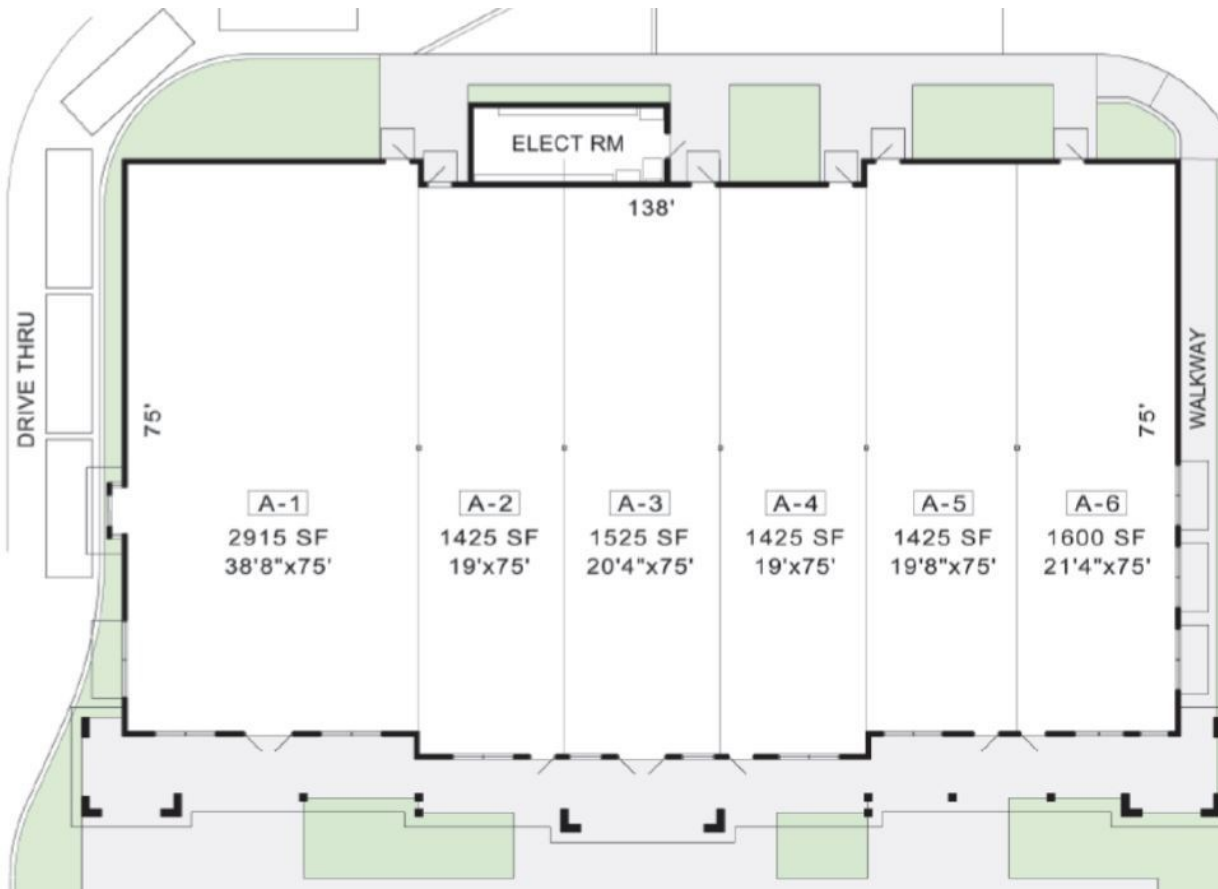 ELECT RM
138'
DRIVE THRU
75'
75'
WALKWAY
A-1
2915 SF
38'8"x75'
A-2
1425 SF
19'x75'
A-3
1525 SF
20'4"x75'
A-4
1425 SF
19'x75'
A-5
1425 SF
19'8"x75'
A-6
1600 SF
21'4"x75'